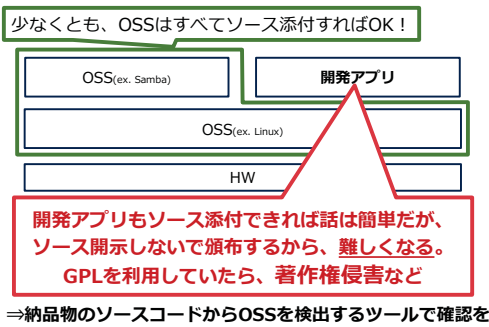 少なくとも、OSSはすべてソース添付すればOK！
OSS(ex. Samba)
開発アプリ
OSS(ex. Linux)
HW
開発アプリもソース添付できれば話は簡単だが、
ソース開示しないで頒布するから、難しくなる。
GPLを利用していたら、著作権侵害など
⇒納品物のソースコードからOSSを検出するツールで確認を